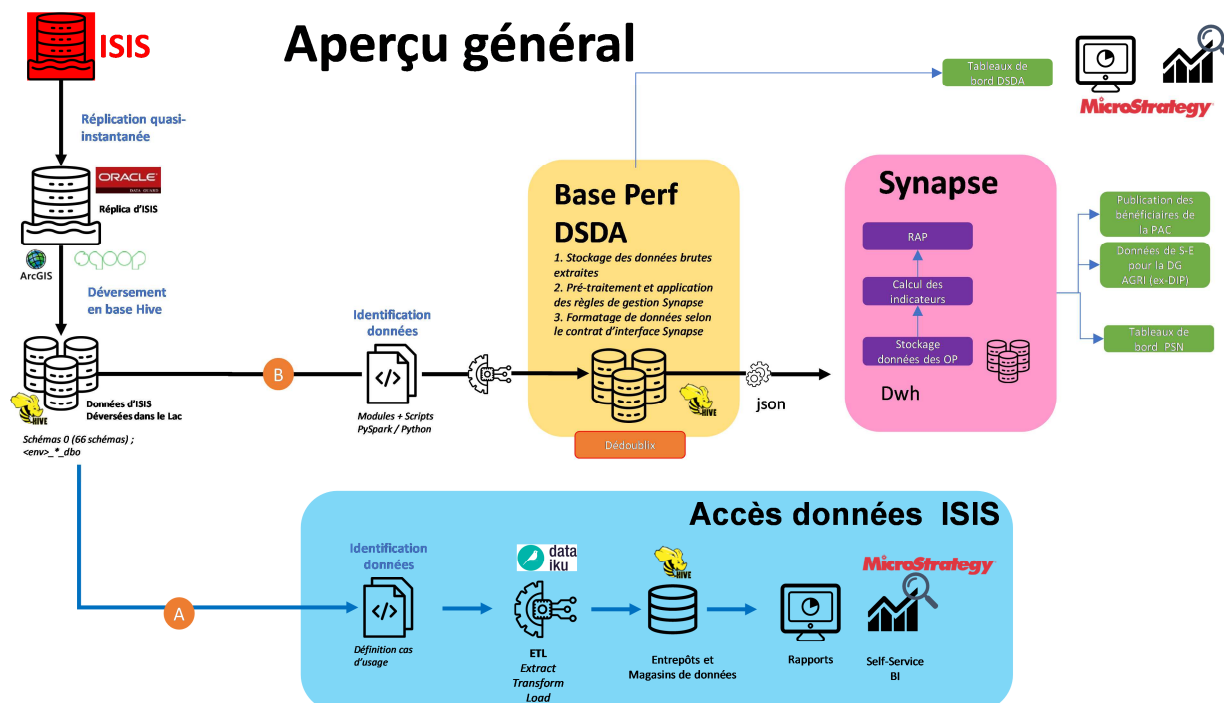 ISIS
Aperçu général
Tableaux de
bord DSDA
MicroStrategy
Réplication quasi-
instantanée
ORACLE
DATA GUARD
Réplica d'ISIS
ArcGIS
sqoop
Déversement
en base Hive
HIVE
Données d'ISIS
Déversées dans le Lac
Schémas 0 (66 schémas) ;
<env>_*_dbo
B
Identification
données
</>
Modules + Scripts
PySpark / Python
Base Perf
DSDA
1. Stockage des données brutes
extraites
2. Pré-traitement et application
des règles de gestion Synapse
3. Formatage de données selon
le contrat d'interface Synapse
HIVE
Dédoublix
json
Synapse
RAP
Calcul des
indicateurs
Stockage
données des OP
Dwh
Publication des
bénéficiaires de
la PAC
Données de S-E
pour la DG
AGRI (ex-DIP)
Tableaux de
bord PSN
A
Accès données ISIS
Identification
données
</>
Définition cas
d'usage
data
iku
ETL
Extract
Transform
Load
HIVE
Entrepôts et
Magasins de données
Rapports
MicroStrategy
Self-Service
BI